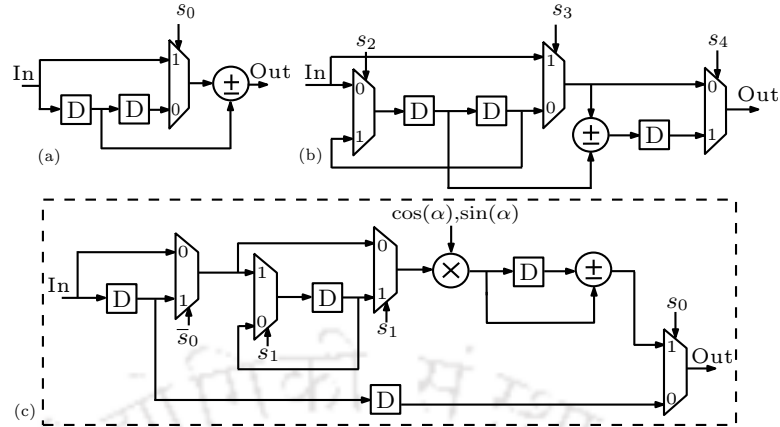 s₀
In
1
D
D
0
±
Out
(a)
s₂
s₃
s₄
In
0
1
D
D
1
0
±
D
0
1
Out
(b)
cos(α),sin(α)
In
D
0
1
s̅₀
1
0
s₁
D
0
1
s₁
×
D
±
s₀
1
0
Out
D
(c)